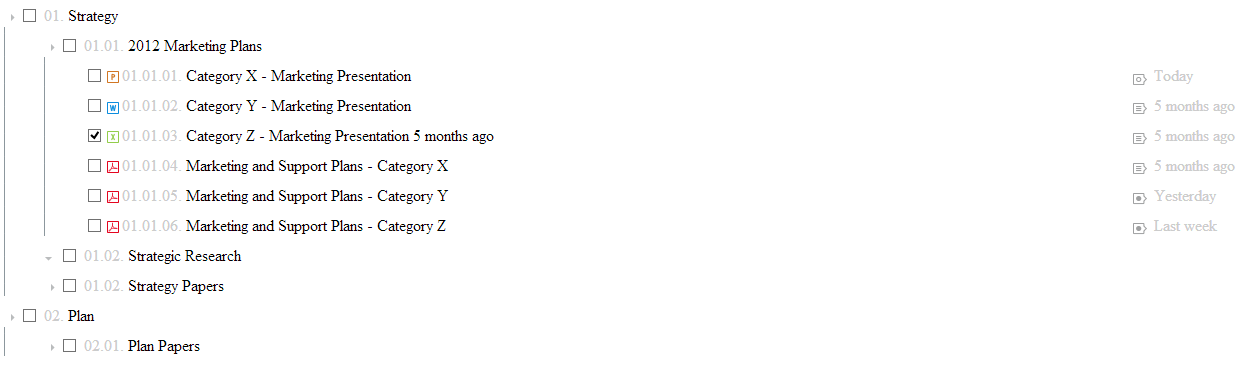 01. Strategy
01.01. 2012 Marketing Plans
P 01.01.01. Category X - Marketing Presentation Today
W 01.01.02. Category Y - Marketing Presentation 5 months ago
X 01.01.03. Category Z - Marketing Presentation 5 months ago 5 months ago
01.01.04. Marketing and Support Plans - Category X 5 months ago
01.01.05. Marketing and Support Plans - Category Y Yesterday
01.01.06. Marketing and Support Plans - Category Z Last week
01.02. Strategic Research
01.02. Strategy Papers
02. Plan
02.01. Plan Papers